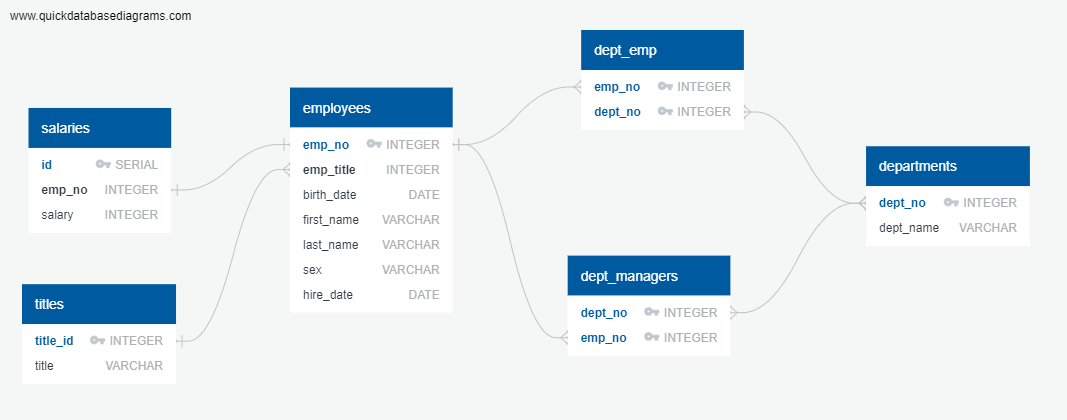 www.quickdatabasediagrams.com
salaries
id SERIAL
emp_no INTEGER
salary INTEGER
titles
title_id INTEGER
title VARCHAR
employees
emp_no INTEGER
emp_title INTEGER
birth_date DATE
first_name VARCHAR
last_name VARCHAR
sex VARCHAR
hire_date DATE
dept_emp
emp_no INTEGER
dept_no INTEGER
dept_managers
dept_no INTEGER
emp_no INTEGER
departments
dept_no INTEGER
dept_name VARCHAR